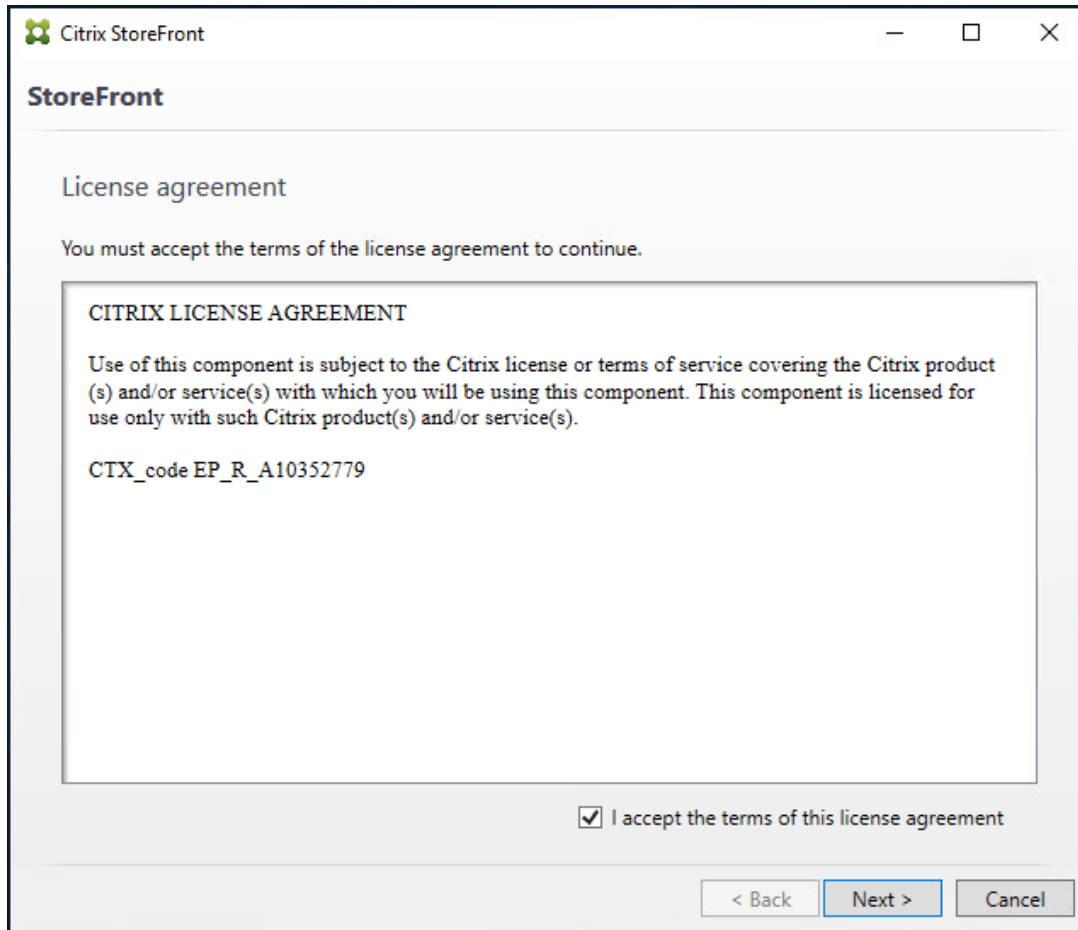 Citrix StoreFront
StoreFront
License agreement
You must accept the terms of the license agreement to continue.
CITRIX LICENSE AGREEMENT
Use of this component is subject to the Citrix license or terms of service covering the Citrix product
(s) and/or service(s) with which you will be using this component. This component is licensed for
use only with such Citrix product(s) and/or service(s).
CTX_code EP_R_A10352779
I accept the terms of this license agreement
< Back Next > Cancel